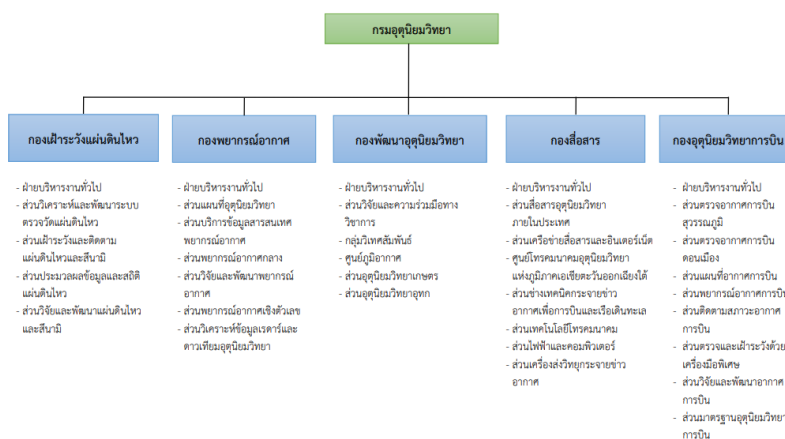 กรมอุตุนิยมวิทยา
กองเฝ้าระวังแผ่นดินไหว
- ฝ่ายบริหารงานทั่วไป
- ส่วนวิเคราะห์และพัฒนาระบบ
ตรวจวัดแผ่นดินไหว
- ส่วนเฝ้าระวังและติดตาม
แผ่นดินไหวและสึนามิ
- ส่วนประมวลผลข้อมูลและสถิติ
แผ่นดินไหว
- ส่วนวิจัยและพัฒนาแผ่นดินไหว
และสึนามิ
กองพยากรณ์อากาศ
- ฝ่ายบริหารงานทั่วไป
- ส่วนแผนที่อุตุนิยมวิทยา
- ส่วนบริการข้อมูลสารสนเทศ
พยากรณ์อากาศ
- ส่วนพยากรณ์อากาศกลาง
- ส่วนวิจัยและพัฒนาพยากรณ์
อากาศ
- ส่วนพยากรณ์อากาศเชิงตัวเลข
- ส่วนวิเคราะห์ข้อมูลเรดาร์และ
ดาวเทียมอุตุนิยมวิทยา
กองพัฒนาอุตุนิยมวิทยา
- ฝ่ายบริหารงานทั่วไป
- ส่วนวิจัยและความร่วมมือทาง
วิชาการ
- กลุ่มวิเทศสัมพันธ์
- ศูนย์ภูมิอากาศ
- ส่วนอุตุนิยมวิทยาเกษตร
- ส่วนอุตุนิยมวิทยาอุทก
กองสื่อสาร
- ฝ่ายบริหารงานทั่วไป
- ส่วนสื่อสารอุตุนิยมวิทยา
ภายในประเทศ
- ส่วนเครือข่ายสื่อสารและอินเตอร์เน็ต
- ศูนย์โทรคมนาคมอุตุนิยมวิทยา
แห่งภูมิภาคเอเชียตะวันออกเฉียงใต้
- ส่วนช่างเทคนิคกระจายข่าว
อากาศเพื่อการบินและเรือเดินทะเล
- ส่วนเทคโนโลยีโทรคมนาคม
- ส่วนไฟฟ้าและคอมพิวเตอร์
- ส่วนเครื่องส่งวิทยุกระจายข่าว
อากาศ
กองอุตุนิยมวิทยาการบิน
- ฝ่ายบริหารงานทั่วไป
- ส่วนตรวจอากาศการบิน
สุวรรณภูมิ
- ส่วนตรวจอากาศการบิน
ดอนเมือง
- ส่วนแผนที่อากาศการบิน
- ส่วนพยากรณ์อากาศการบิน
- ส่วนติดตามสภาวะอากาศ
การบิน
- ส่วนตรวจและเฝ้าระวังด้วย
เครื่องมือพิเศษ
- ส่วนวิจัยและพัฒนาอากาศ
การบิน
- ส่วนมาตรฐานอุตุนิยมวิทยา
การบิน